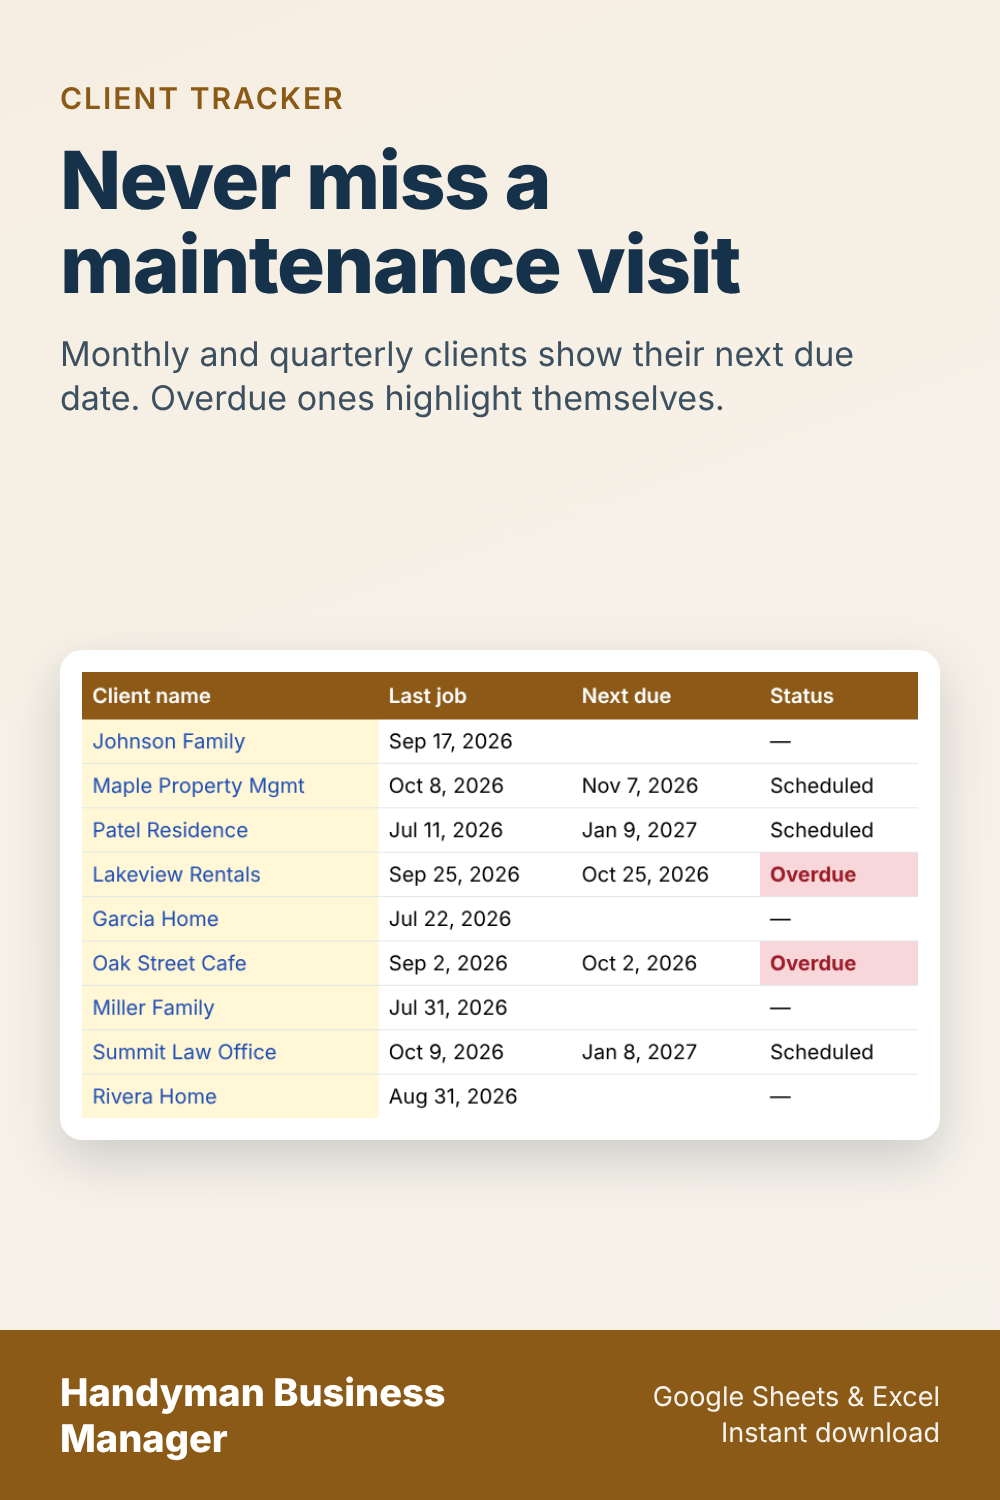 CLIENT TRACKER
Never miss a
maintenance visit
Monthly and quarterly clients show their next due
date. Overdue ones highlight themselves.
Client name Last job Next due Status
Johnson Family Sep 17, 2026 —
Maple Property Mgmt Oct 8, 2026 Nov 7, 2026 Scheduled
Patel Residence Jul 11, 2026 Jan 9, 2027 Scheduled
Lakeview Rentals Sep 25, 2026 Oct 25, 2026 Overdue
Garcia Home Jul 22, 2026 —
Oak Street Cafe Sep 2, 2026 Oct 2, 2026 Overdue
Miller Family Jul 31, 2026 —
Summit Law Office Oct 9, 2026 Jan 8, 2027 Scheduled
Rivera Home Aug 31, 2026 —
Handyman Business
Manager
Google Sheets & Excel
Instant download